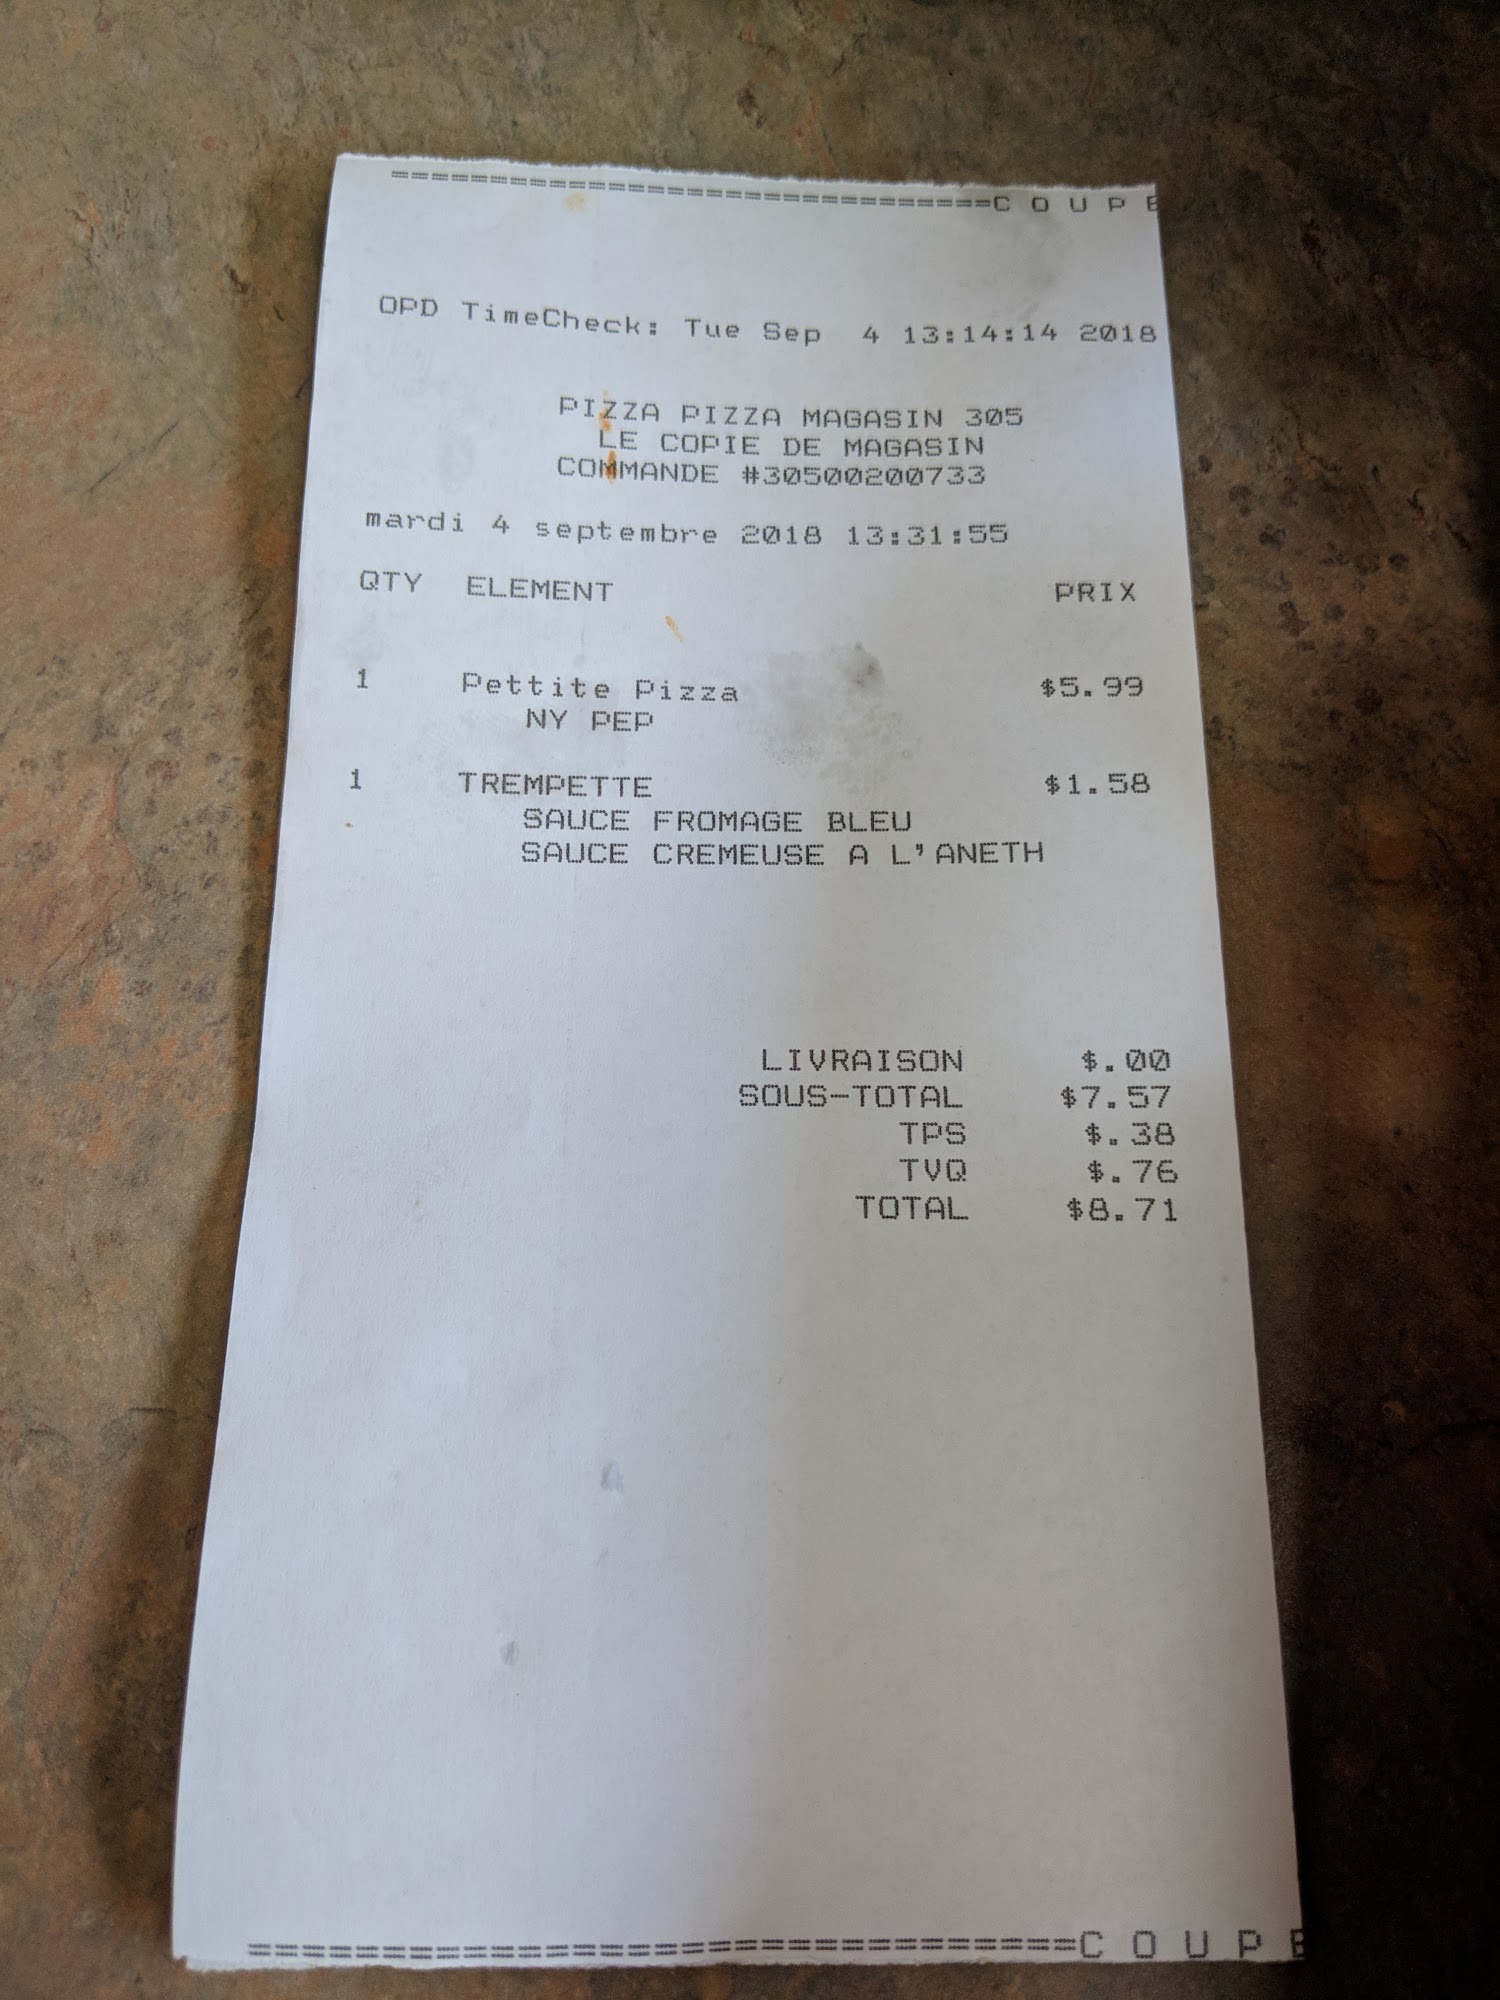 ==============================C O U P E
OPD TimeCheck: Tue Sep  4 13:14:14 2018
PIZZA PIZZA MAGASIN 305
LE COPIE DE MAGASIN
COMMANDE #30500200733
mardi 4 septembre 2018 13:31:55
QTY ELEMENT PRIX
1 Pettite Pizza $5.99
NY PEP
1 TREMPETTE $1.58
SAUCE FROMAGE BLEU
SAUCE CREMEUSE A L'ANETH
LIVRAISON $.00
SOUS-TOTAL $7.57
TPS $.38
TVQ $.76
TOTAL $8.71
==============================C O U P E